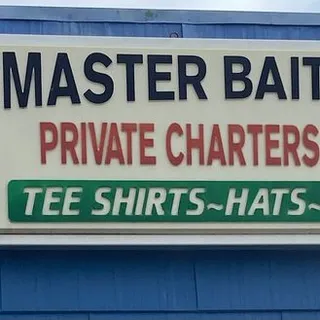 MASTER BAIT
PRIVATE CHARTERS
TEE SHIRTS~HATS~